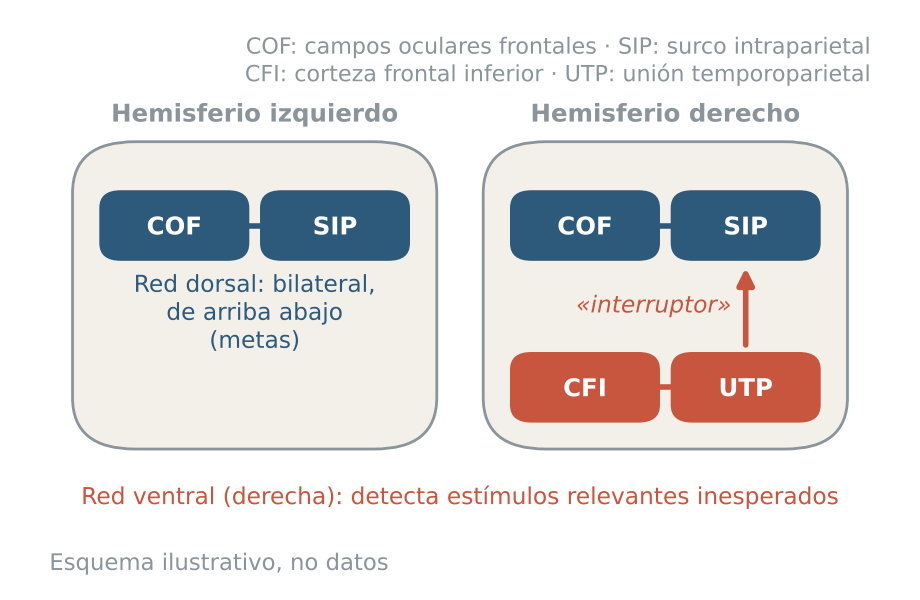 COF: campos oculares frontales · SIP: surco intraparietal
CFI: corteza frontal inferior · UTP: unión temporoparietal
Hemisferio izquierdo
Hemisferio derecho
COF
SIP
COF
SIP
Red dorsal: bilateral,
de arriba abajo
(metas)
«interruptor»
CFI
UTP
Red ventral (derecha): detecta estímulos relevantes inesperados
Esquema ilustrativo, no datos